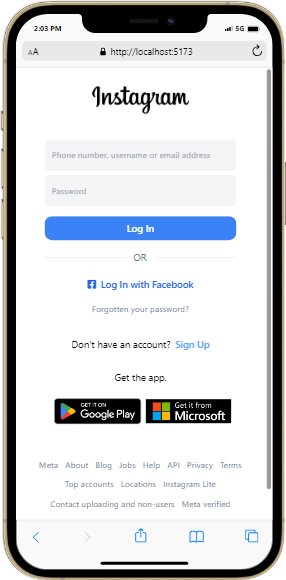 2:03 PM 5G
AA http://localhost:5173
Instagram
Phone number, username or email address
Password
Log In
OR
Log In with Facebook
Forgotten your password?
Don't have an account? Sign Up
Get the app.
GET IT ON
Google Play
Get it from
Microsoft
Meta About Blog Jobs Help API Privacy Terms
Top accounts Locations Instagram Lite
Contact uploading and non-users Meta verified